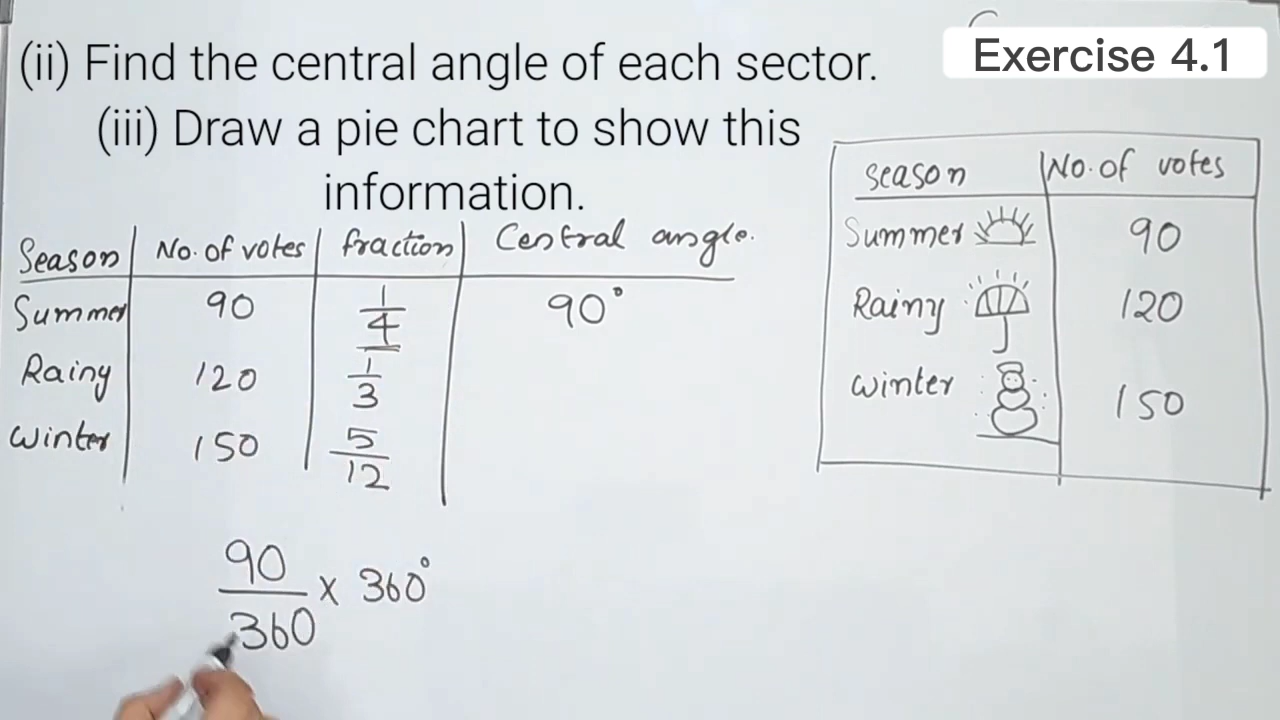 (ii) Find the central angle of each sector.
Exercise 4.1
(iii) Draw a pie chart to show this
information.
Season No. of votes fraction Central angle.
Summer 90 1/4 90°
Rainy 120 1/3
Winter 150 5/12
season No. of votes
Summer 90
Rainy 120
winter 150
90/360 x 360°